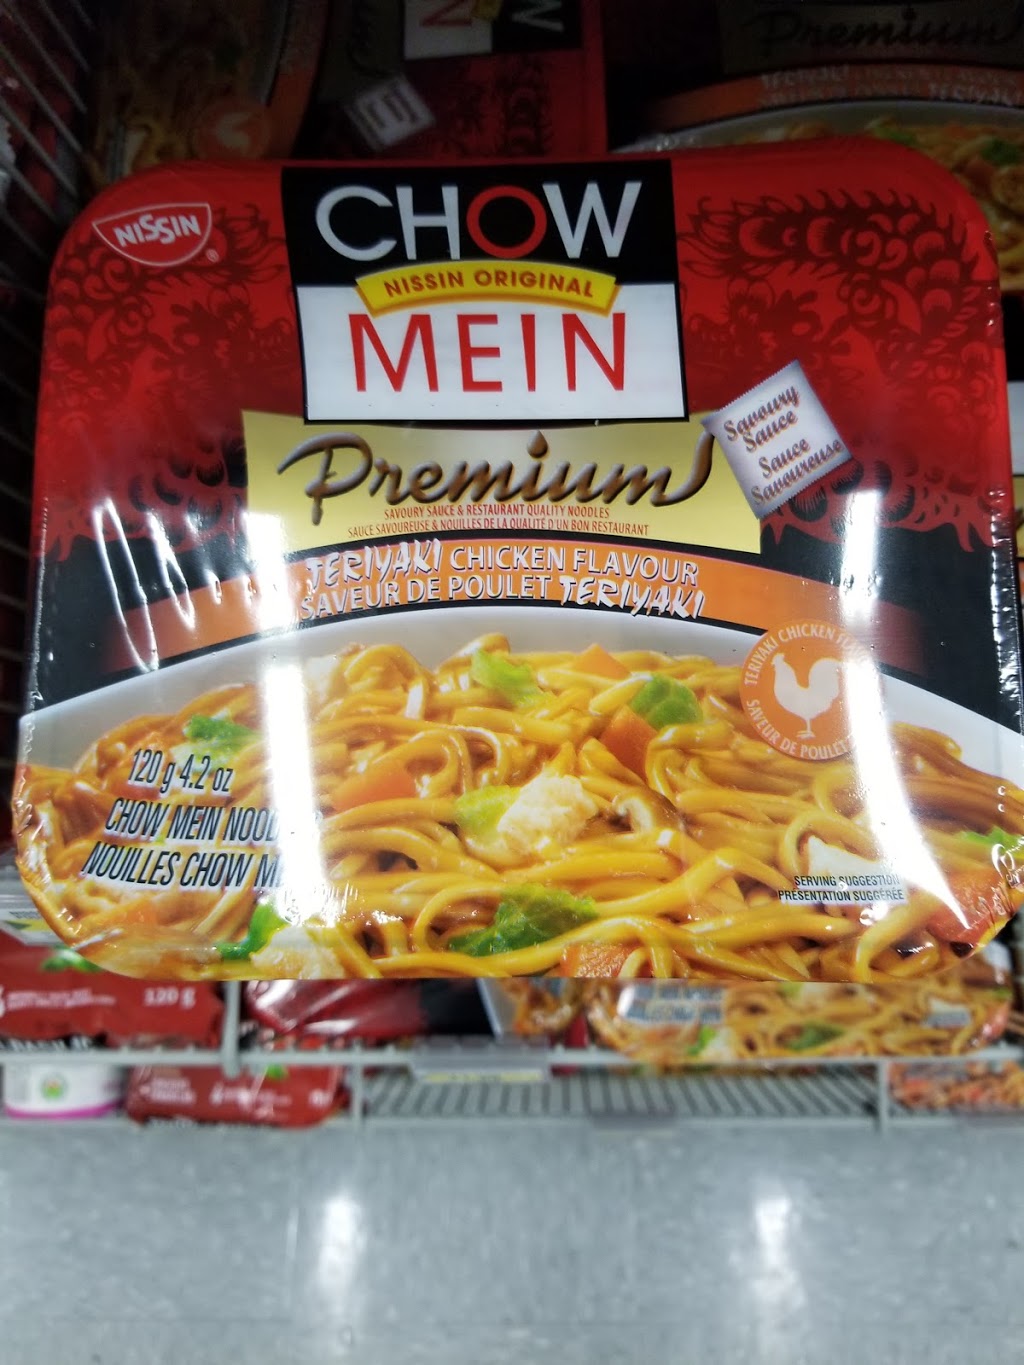 Premium
NISSIN
CHOW
NISSIN ORIGINAL
MEIN
Savoury
Sauce
Sauce
Savoureuse
Premium
SAVOURY SAUCE & RESTAURANT QUALITY NOODLES
SAUCE SAVOUREUSE & NOUILLES DE LA QUALITÉ D'UN BON RESTAURANT
TERIYAKI CHICKEN FLAVOUR
SAVEUR DE POULET TERIYAKI
TERIYAKI CHICKEN
SAVEUR DE POULET
120 g 4.2 oz
CHOW MEIN
NOUILLES CHOW
SERVING SUGGESTION
PRÉSENTATION SUGGÉRÉE
120 g